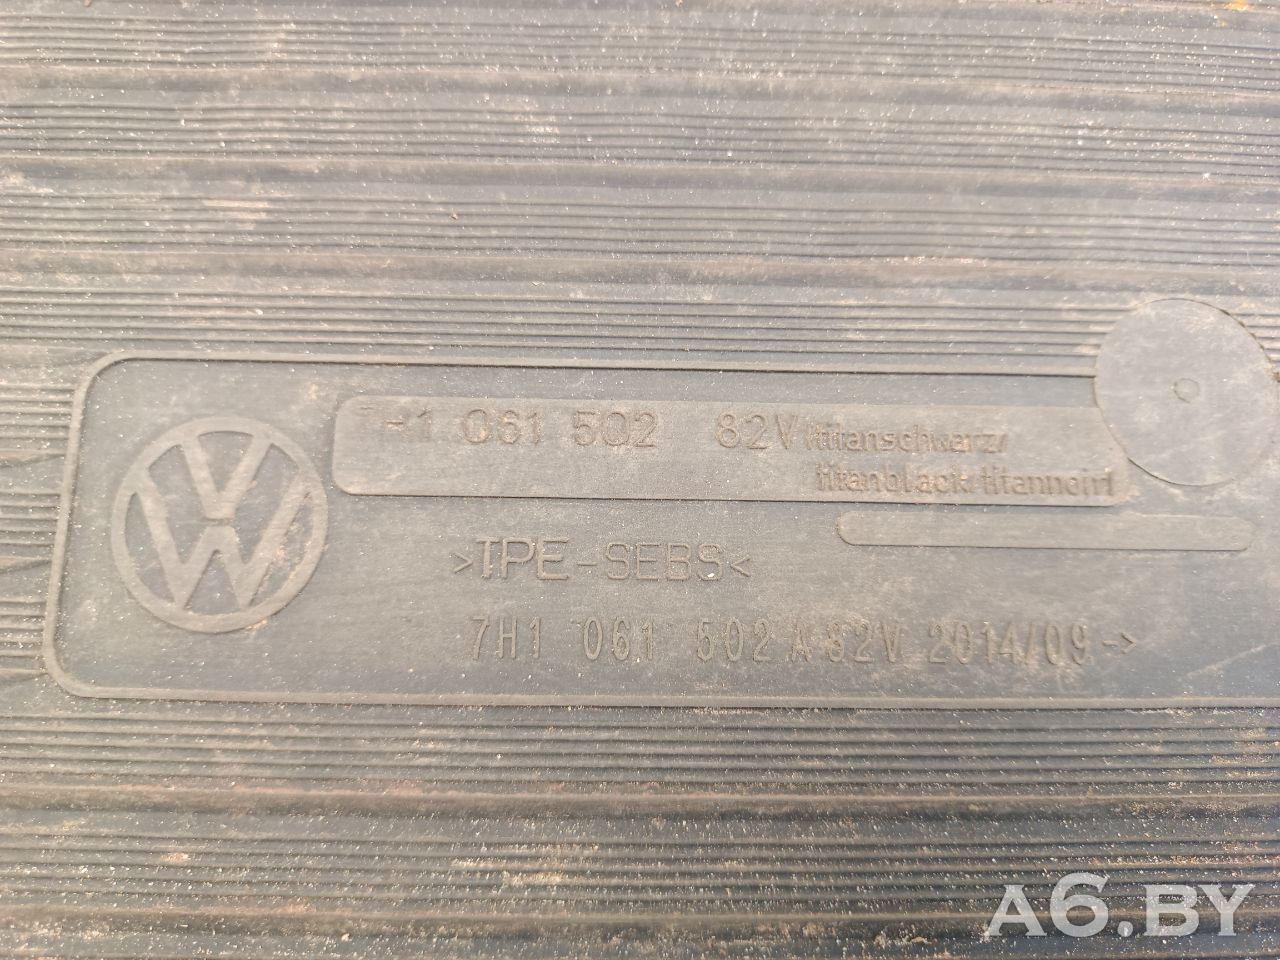 7H1 061 502 82V/titanschwarz/
titanblack/titannoir/
>TPE-SEBS<
7H1 061 502 A 82V 2014/09->
A6.BY